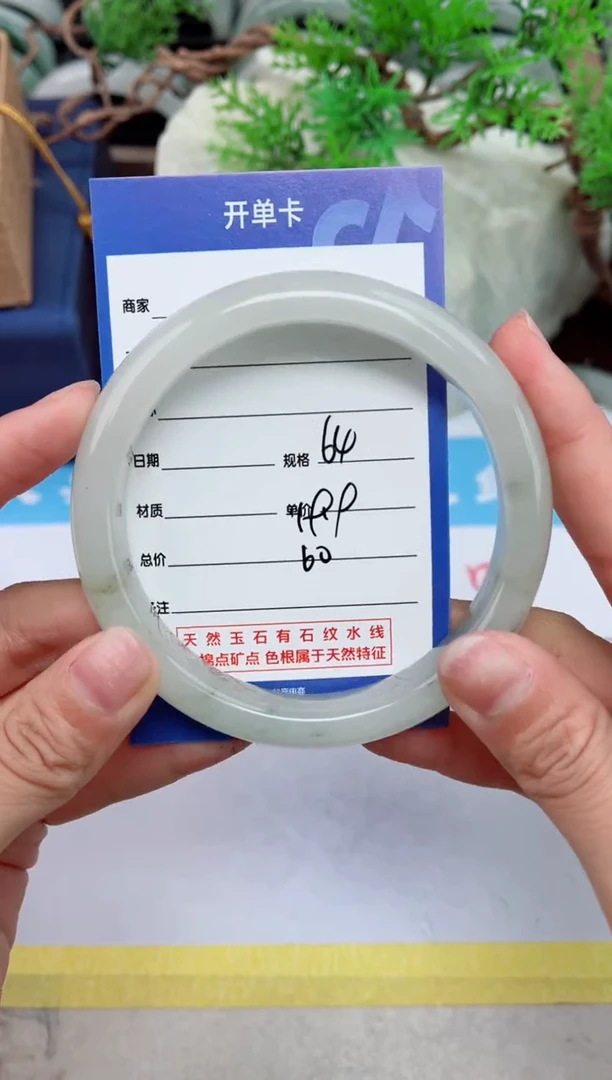 开单卡
商家
日期 规格 64
材质 单价 199
总价 60
注
天然玉石有石纹水线
棉点矿点 色根属于天然特征